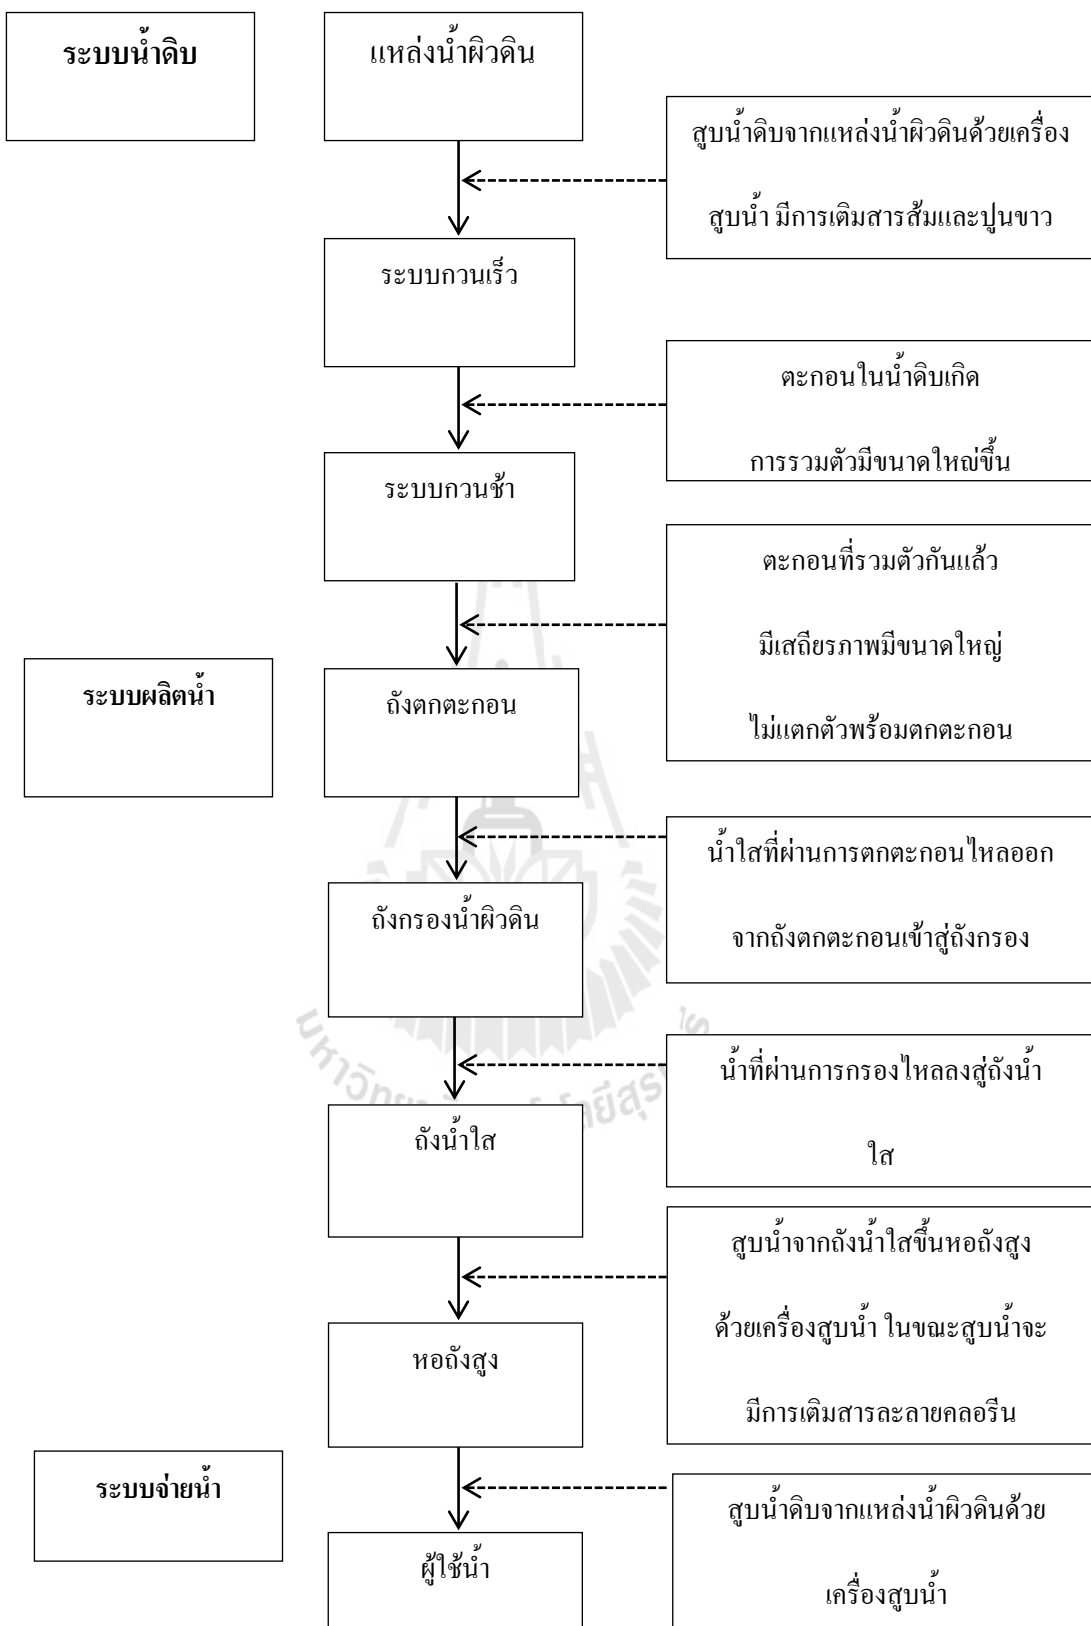 ระบบน้ำดิบ
แหล่งน้ำผิวดิน
สูบน้ำดิบจากแหล่งน้ำผิวดินด้วยเครื่อง
สูบน้ำ มีการเติมสารส้มและปูนขาว
ระบบกวนเร็ว
ตะกอนในน้ำดิบเกิด
การรวมตัวมีขนาดใหญ่ขึ้น
ระบบกวนช้า
ตะกอนที่รวมตัวกันแล้ว
มีเสถียรภาพมีขนาดใหญ่
ไม่แตกตัวพร้อมตกตะกอน
ระบบผลิตน้ำ
ถังตกตะกอน
น้ำใสที่ผ่านการตกตะกอนไหลออก
จากถังตกตะกอนเข้าสู่ถังกรอง
ถังกรองน้ำผิวดิน
น้ำที่ผ่านการกรองไหลลงสู่ถังน้ำ
ใส
ถังน้ำใส
สูบน้ำจากถังน้ำใสขึ้นหอถังสูง
ด้วยเครื่องสูบน้ำ ในขณะสูบน้ำจะ
มีการเติมสารละลายคลอรีน
หอถังสูง
ระบบจ่ายน้ำ
สูบน้ำดิบจากแหล่งน้ำผิวดินด้วย
เครื่องสูบน้ำ
ผู้ใช้น้ำ